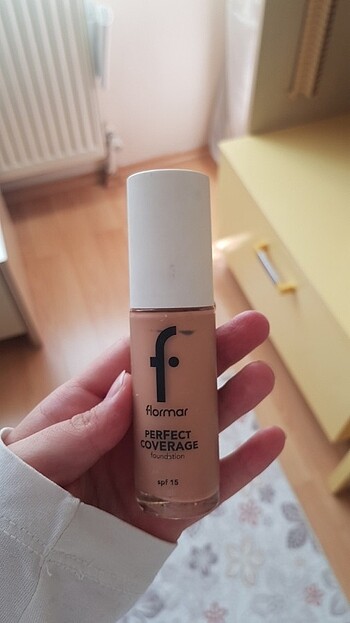 f
flormar
PERFECT
COVERAGE
foundation
spf 15